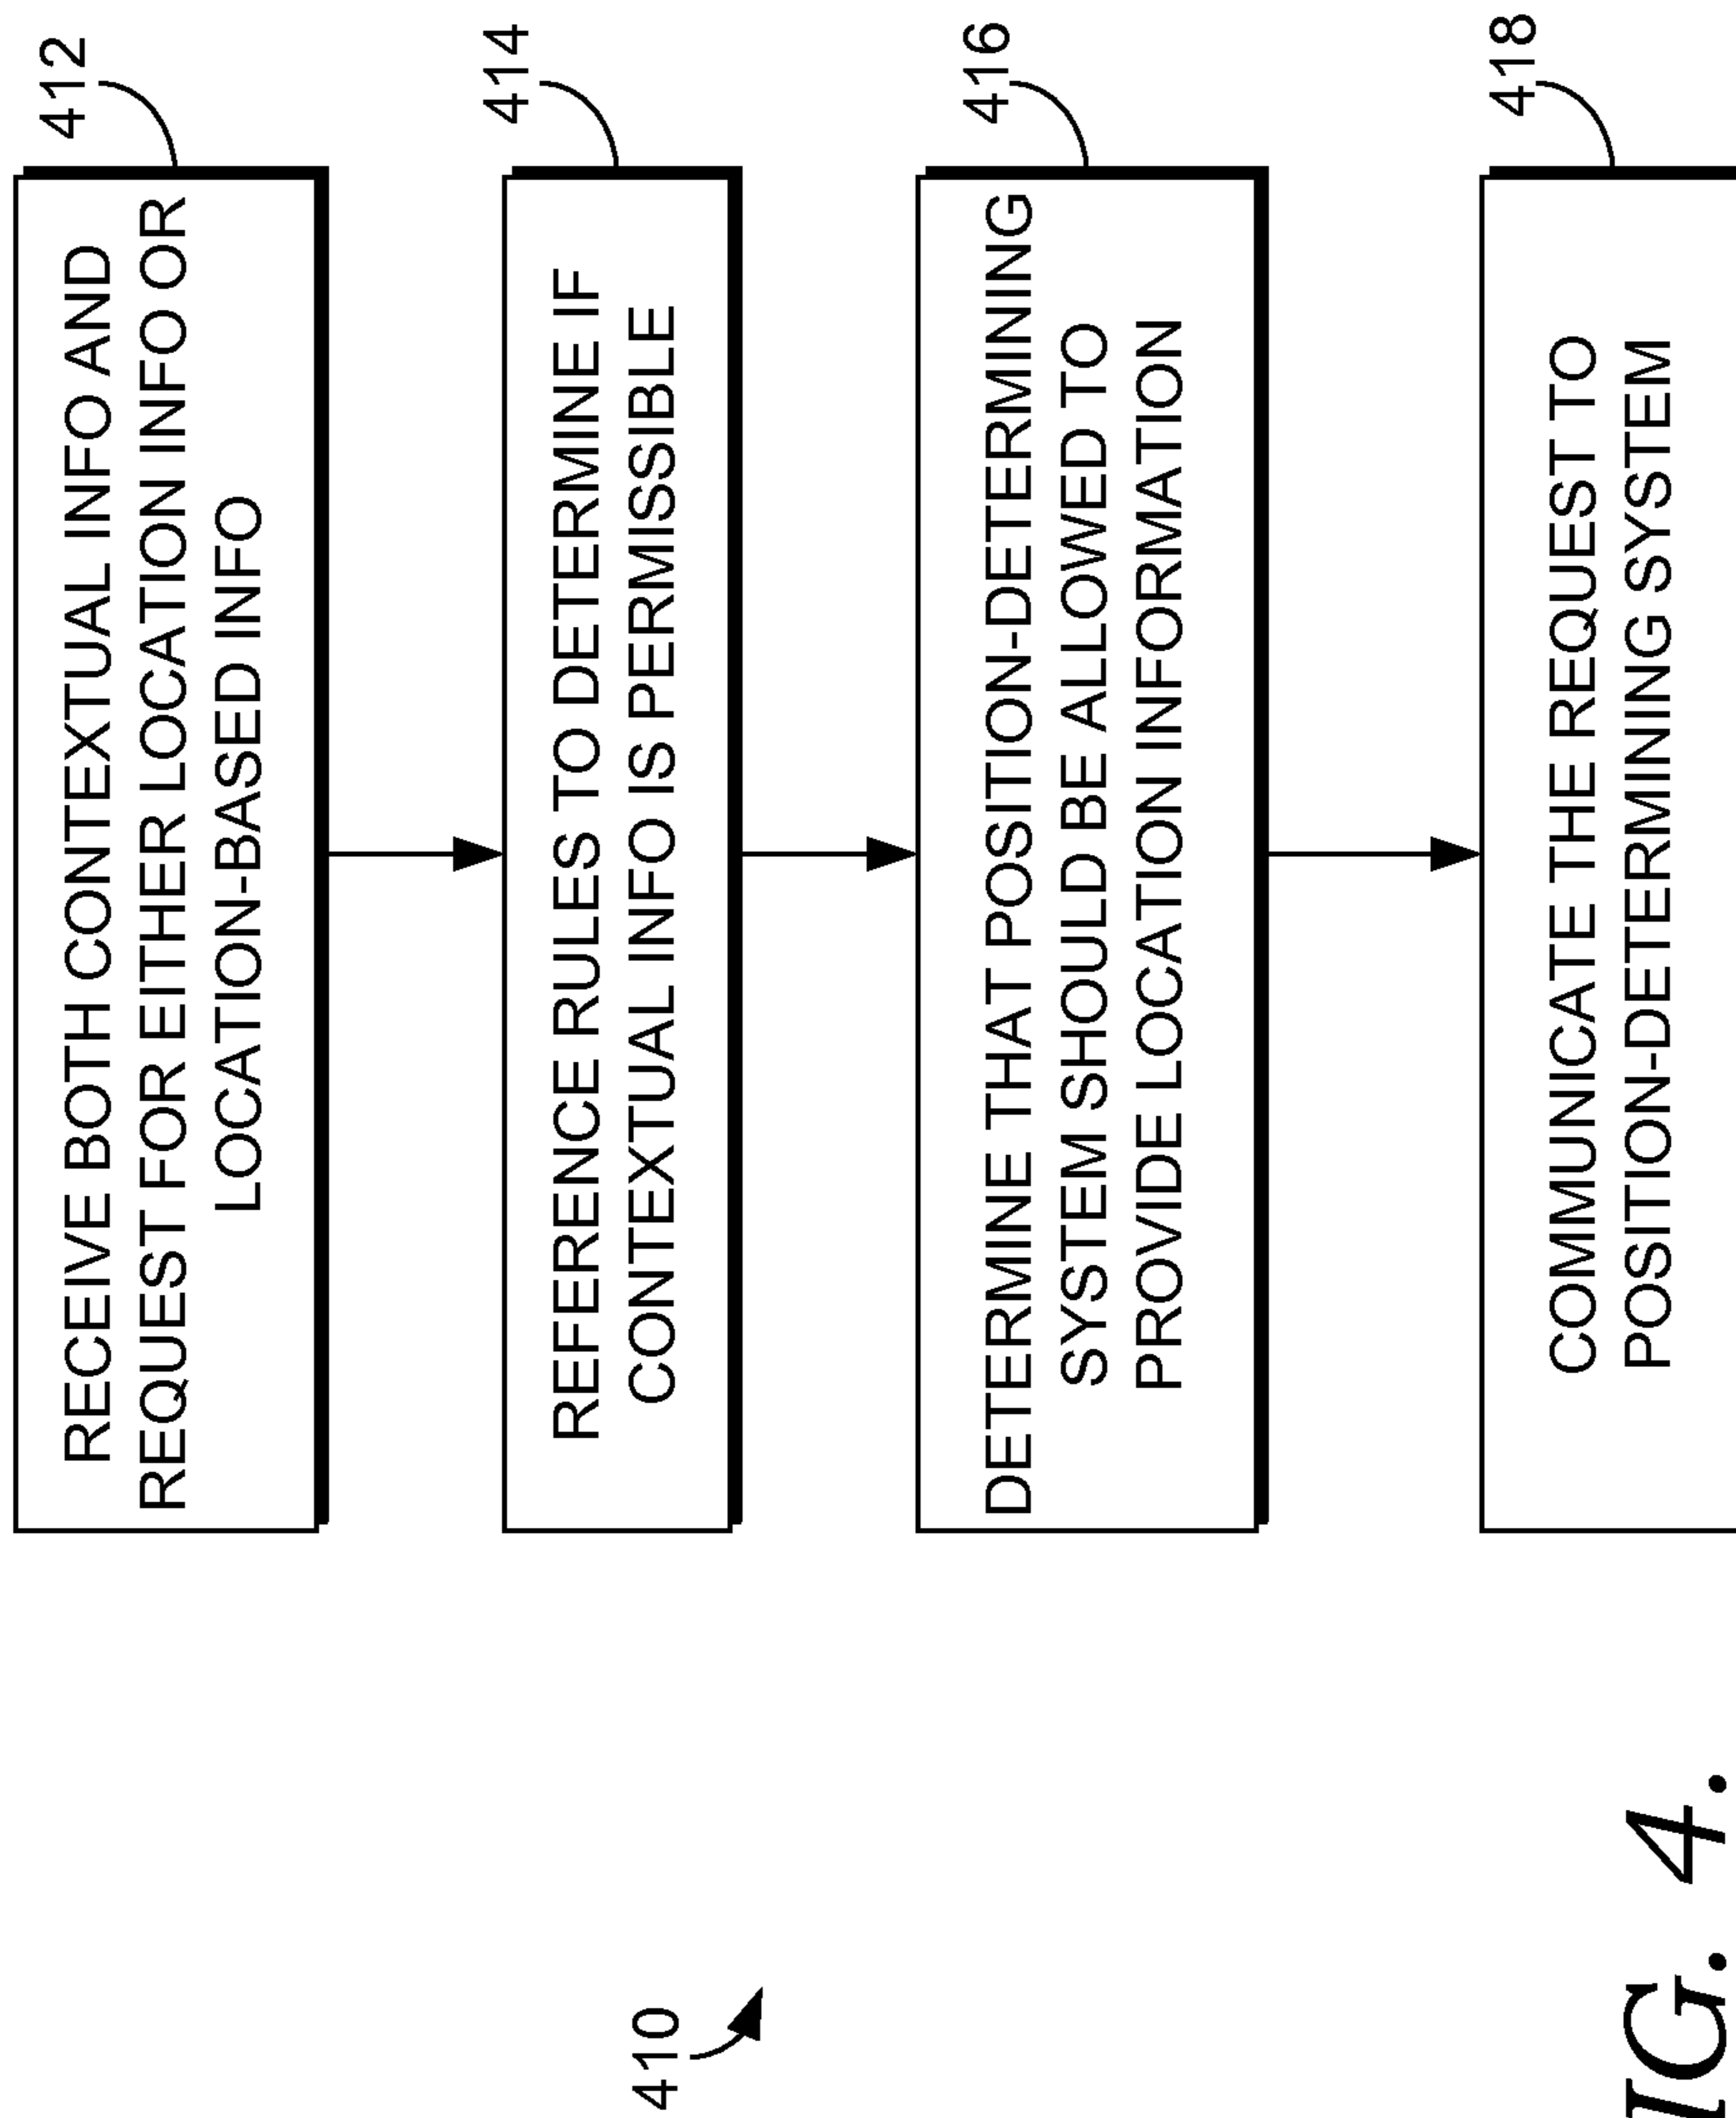 410
412
RECEIVE BOTH CONTEXTUAL INFO AND
REQUEST FOR EITHER LOCATION INFO OR
LOCATION-BASED INFO
414
REFERENCE RULES TO DETERMINE IF
CONTEXTUAL INFO IS PERMISSIBLE
416
DETERMINE THAT POSITION-DETERMINING
SYSTEM SHOULD BE ALLOWED TO
PROVIDE LOCATION INFORMATION
418
COMMUNICATE THE REQUEST TO
POSITION-DETERMINING SYSTEM
IG. 4.